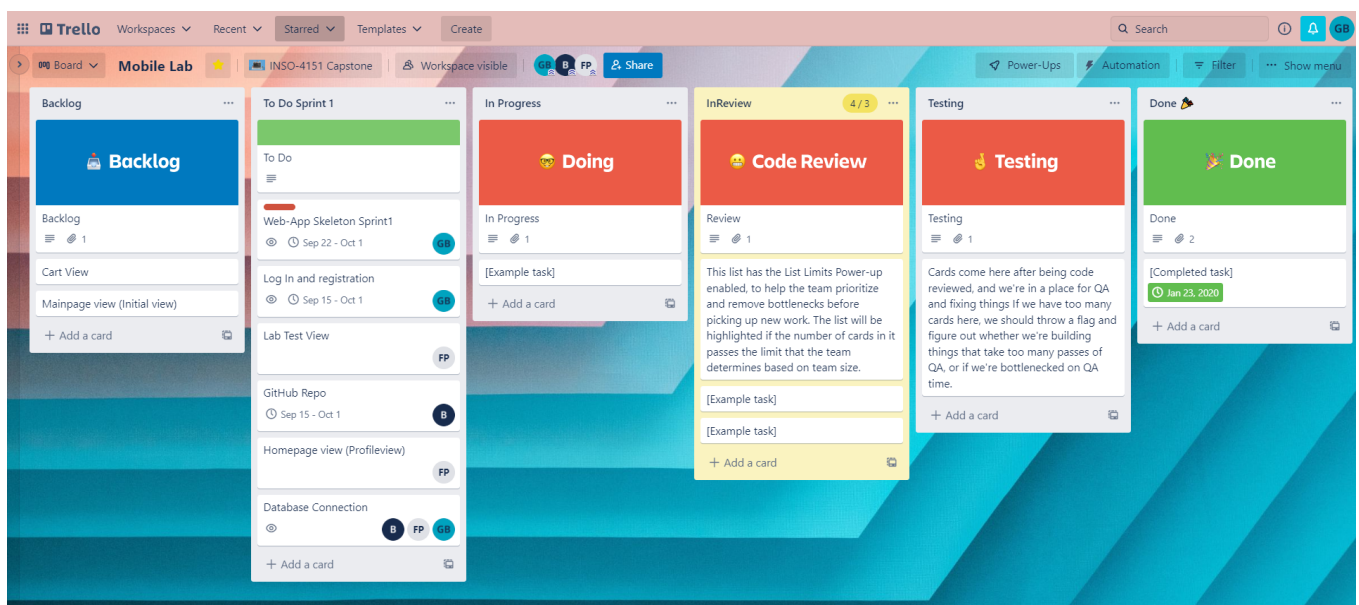 Trello Workspaces Recent Starred Templates Create Search GB
Board Mobile Lab INSO-4151 Capstone Workspace visible GB B FP Share Power-Ups Automation Filter ... Show menu
Backlog ...
📥 Backlog
Backlog
1
Cart View
Mainpage view (Initial view)
+ Add a card
To Do Sprint 1 ...
To Do
Web-App Skeleton Sprint1
Sep 22 - Oct 1 GB
Log In and registration
Sep 15 - Oct 1 GB
Lab Test View
FP
GitHub Repo
Sep 15 - Oct 1 B
Homepage view (Profileview)
FP
Database Connection
B FP GB
+ Add a card
In Progress ...
🤓 Doing
In Progress
1
[Example task]
+ Add a card
InReview 4/3 ...
😬 Code Review
Review
1
This list has the List Limits Power-up
enabled, to help the team prioritize
and remove bottlenecks before
picking up new work. The list will be
highlighted if the number of cards in it
passes the limit that the team
determines based on team size.
[Example task]
[Example task]
+ Add a card
Testing ...
🤞 Testing
Testing
1
Cards come here after being code
reviewed, and we're in a place for QA
and fixing things If we have too many
cards here, we should throw a flag and
figure out whether we're building
things that take too many passes of
QA, or if we're bottlenecked on QA
time.
+ Add a card
Done 🎉 ...
🎉 Done
Done
2
[Completed task]
Jan 23, 2020
+ Add a card